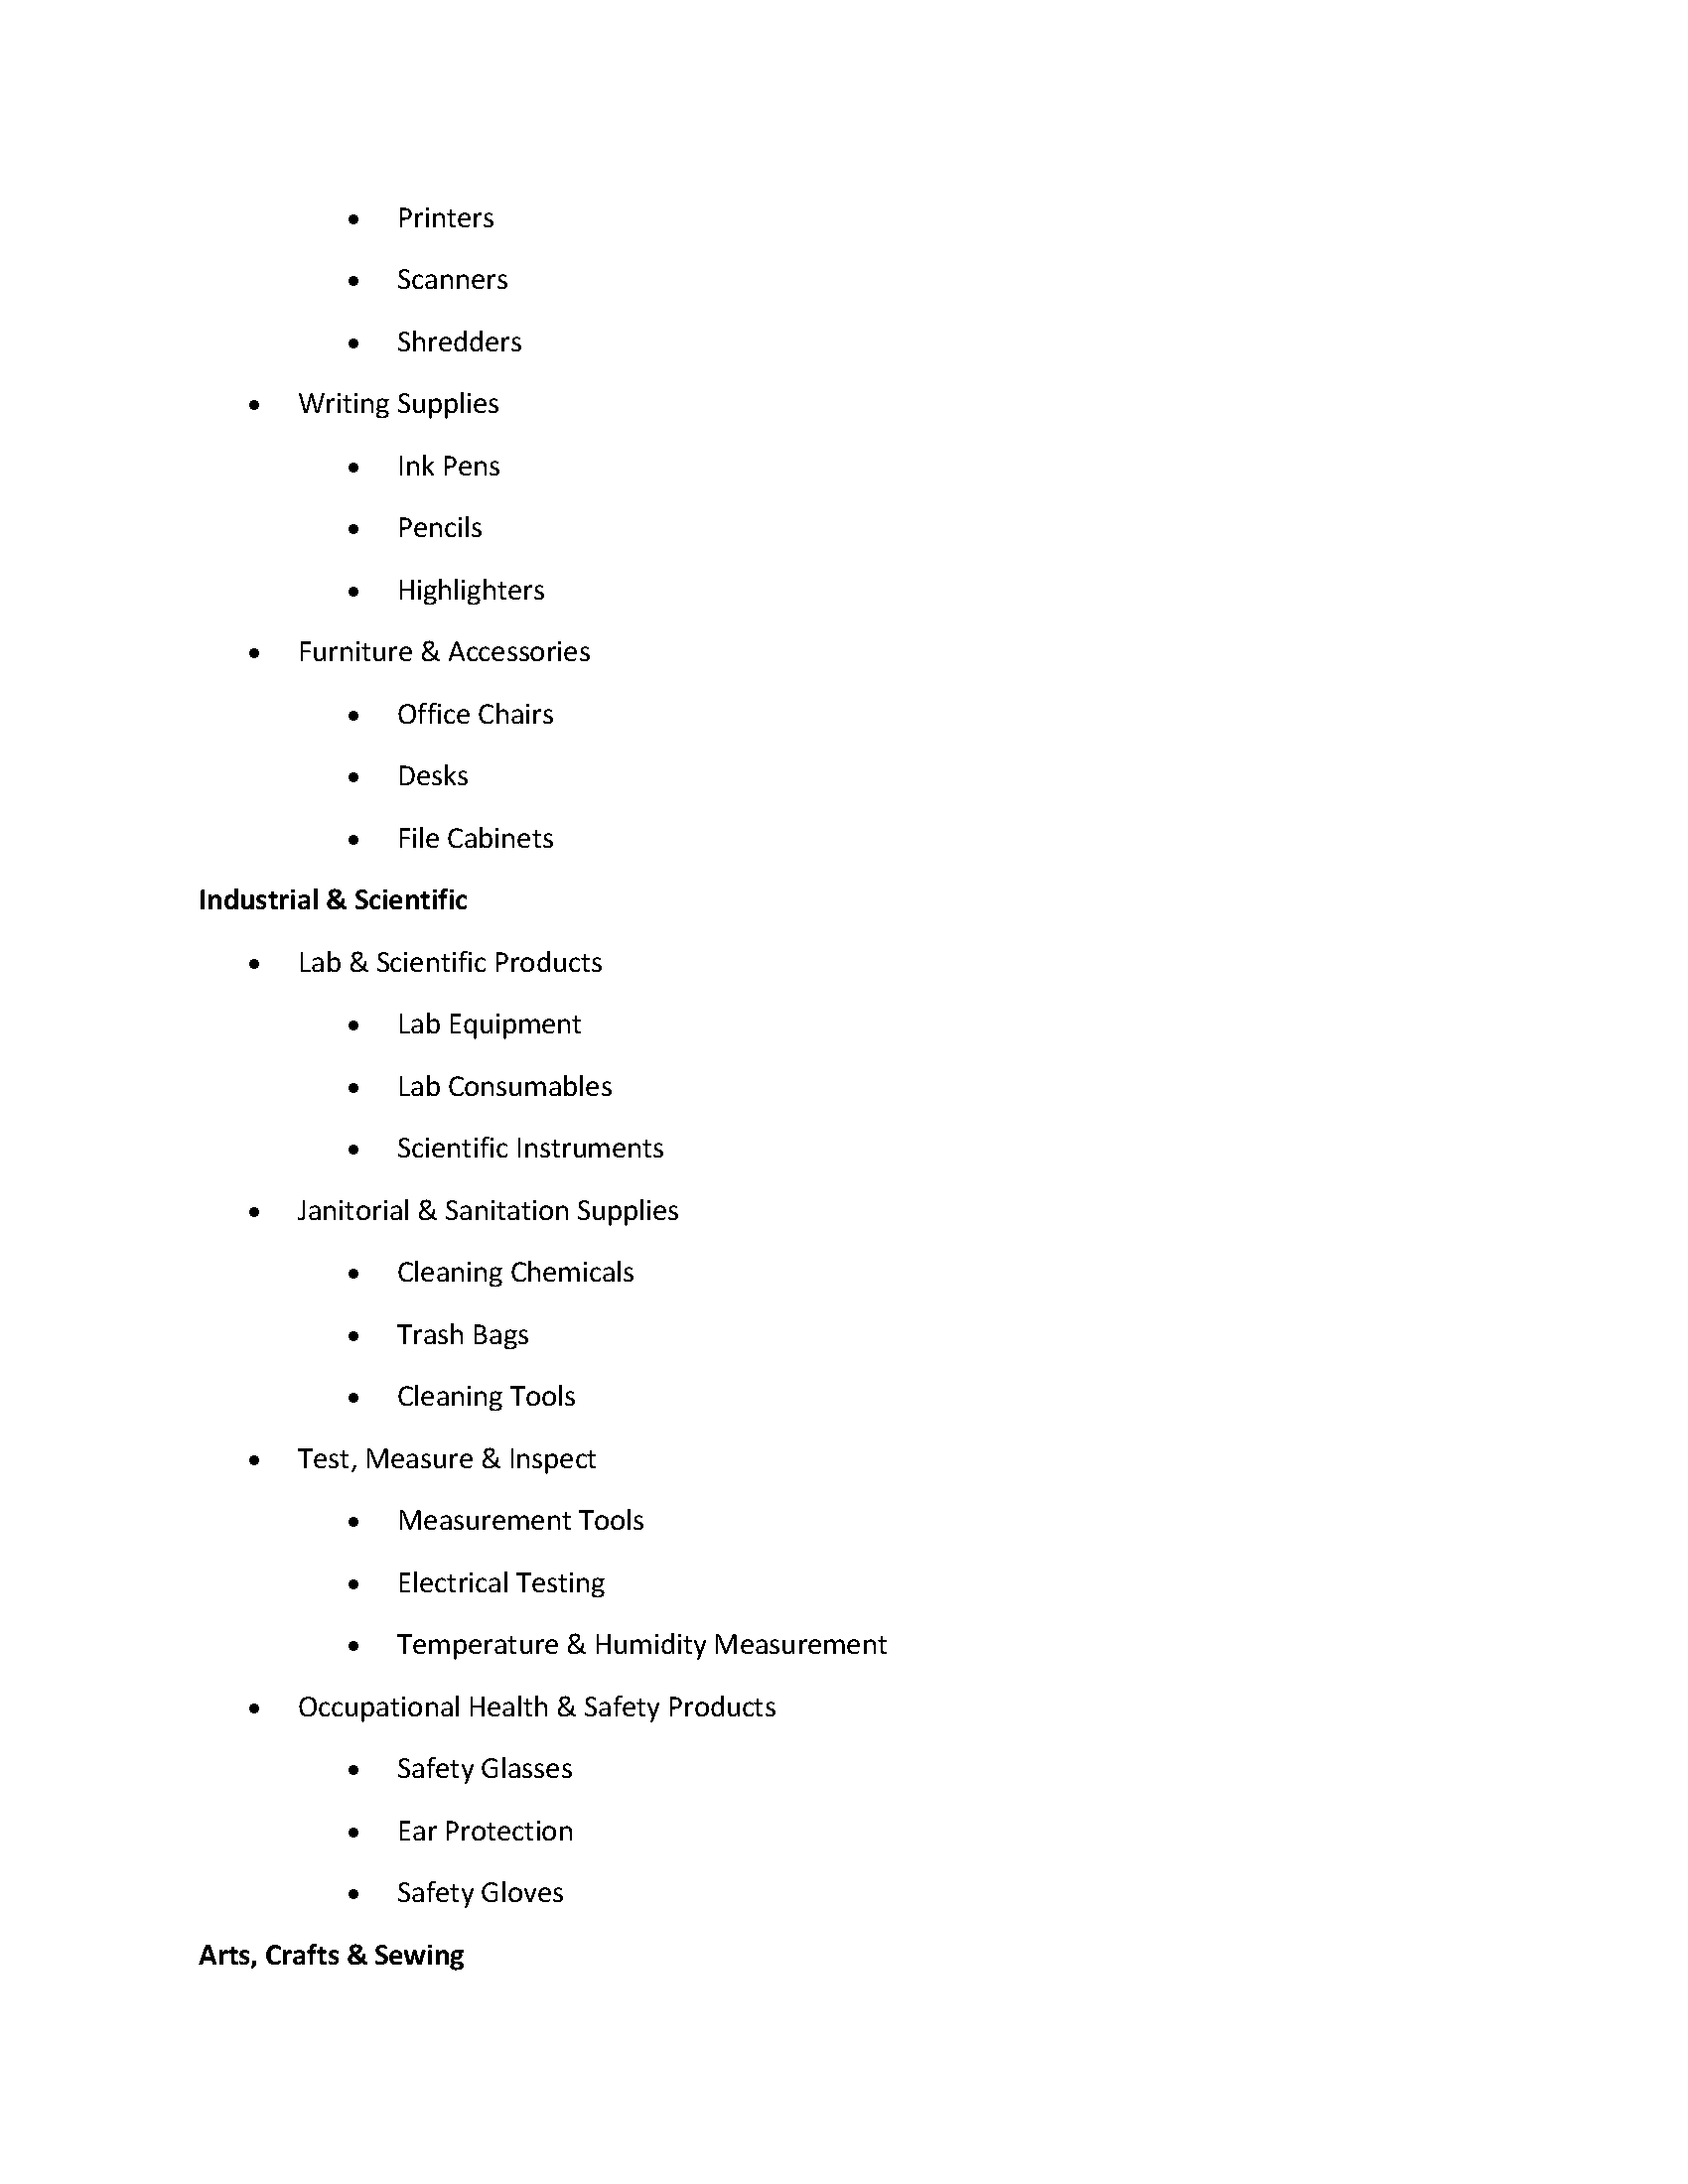 • Printers
• Scanners
• Shredders
• Writing Supplies
• Ink Pens
• Pencils
• Highlighters
• Furniture & Accessories
• Office Chairs
• Desks
• File Cabinets
Industrial & Scientific
• Lab & Scientific Products
• Lab Equipment
• Lab Consumables
• Scientific Instruments
• Janitorial & Sanitation Supplies
• Cleaning Chemicals
• Trash Bags
• Cleaning Tools
• Test, Measure & Inspect
• Measurement Tools
• Electrical Testing
• Temperature & Humidity Measurement
• Occupational Health & Safety Products
• Safety Glasses
• Ear Protection
• Safety Gloves
Arts, Crafts & Sewing